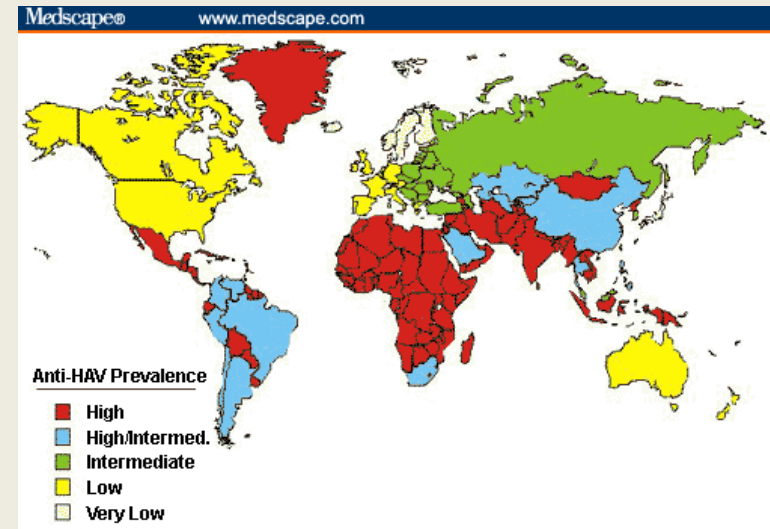 Medscape® www.medscape.com
Anti-HAV Prevalence
High
High/Intermed.
Intermediate
Low
Very Low